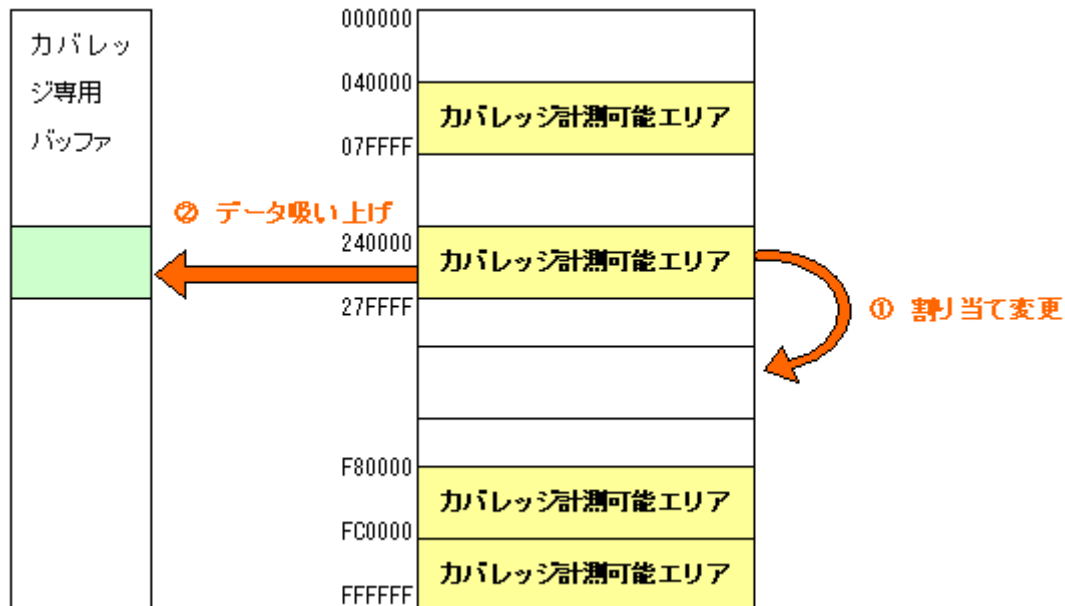 カバレッ
ジ専用
バッファ
000000
040000
カバレッジ計測可能エリア
07FFFF
② データ吸い上げ
240000
カバレッジ計測可能エリア
27FFFF
① 割り当て変更
F80000
カバレッジ計測可能エリア
FC0000
カバレッジ計測可能エリア
FFFFFF